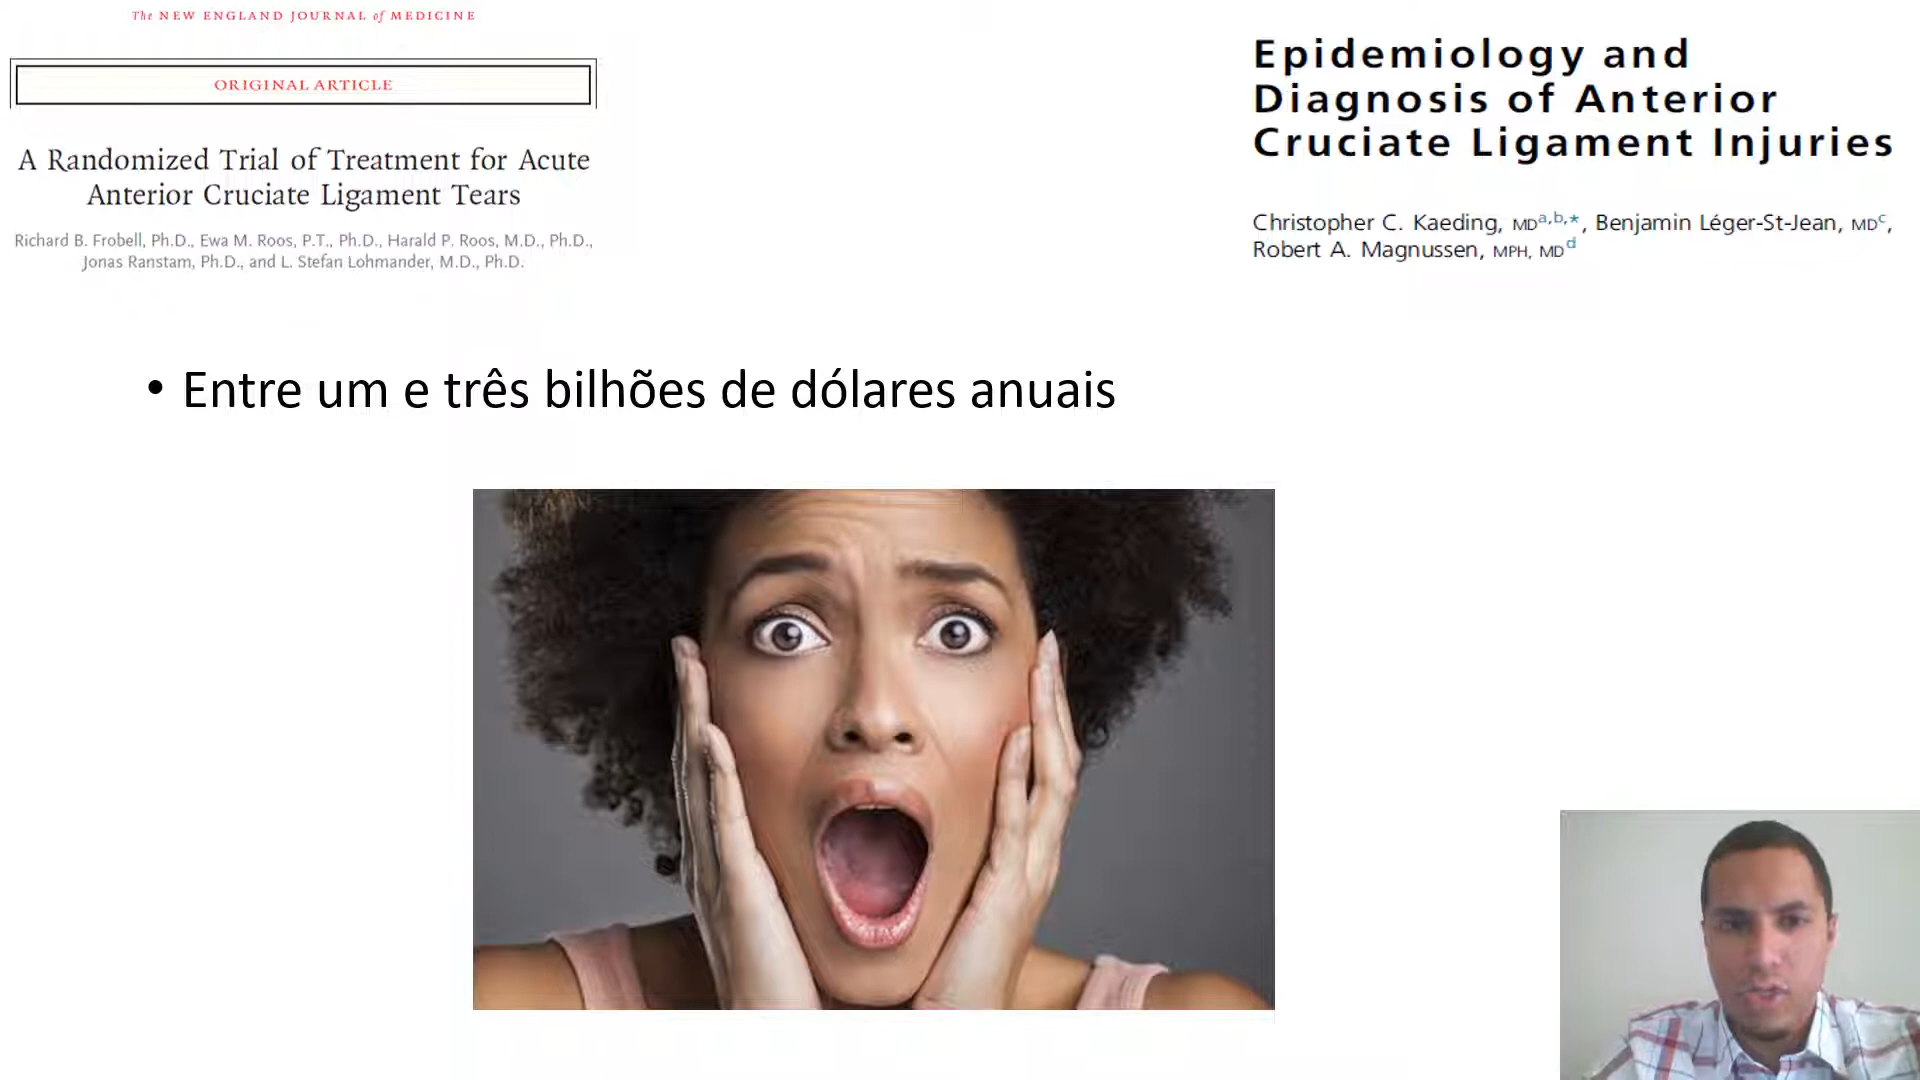 The NEW ENGLAND JOURNAL of MEDICINE
ORIGINAL ARTICLE
A Randomized Trial of Treatment for Acute
Anterior Cruciate Ligament Tears
Richard B. Frobell, Ph.D., Ewa M. Roos, P.T., Ph.D., Harald P. Roos, M.D., Ph.D.,
Jonas Ranstam, Ph.D., and L. Stefan Lohmander, M.D., Ph.D.
Epidemiology and
Diagnosis of Anterior
Cruciate Ligament Injuries
Christopher C. Kaeding, MDa,b,*, Benjamin Léger-St-Jean, MDc,
Robert A. Magnussen, MPH, MDd
• Entre um e três bilhões de dólares anuais